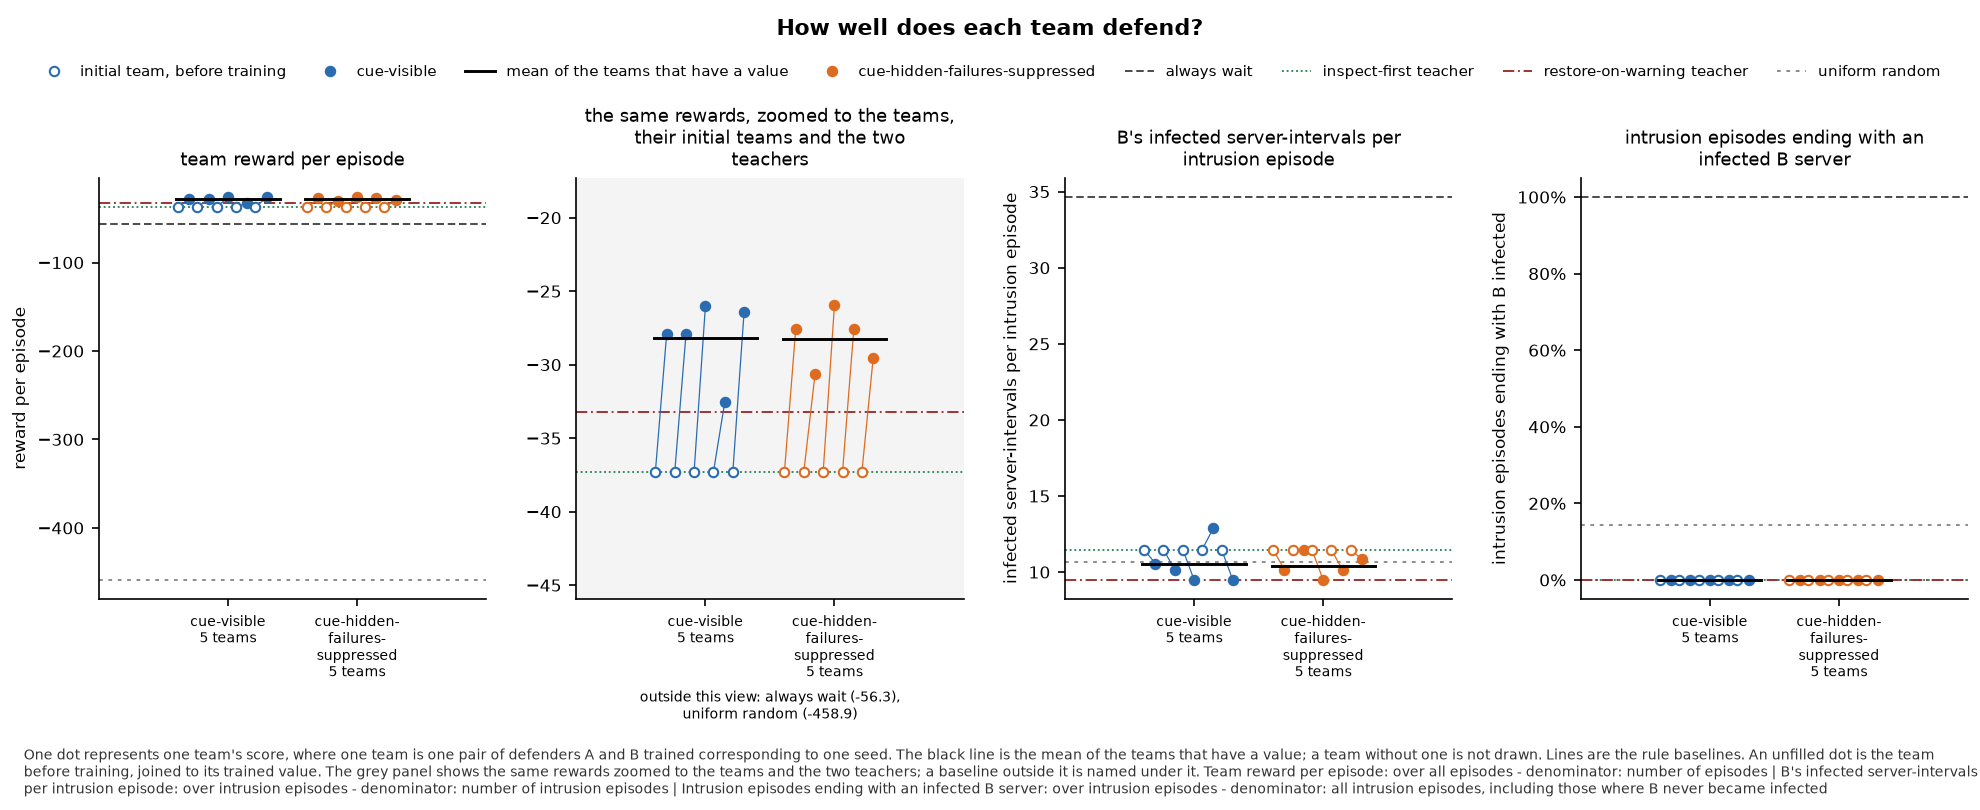 How well does each team defend?
initial team, before training
cue-visible
mean of the teams that have a value
cue-hidden-failures-suppressed
always wait
inspect-first teacher
restore-on-warning teacher
uniform random
team reward per episode
reward per episode
−100
−200
−300
−400
cue-visible
5 teams
cue-hidden-
failures-
suppressed
5 teams
the same rewards, zoomed to the teams,
their initial teams and the two
teachers
−20
−25
−30
−35
−40
−45
cue-visible
5 teams
cue-hidden-
failures-
suppressed
5 teams
outside this view: always wait (-56.3),
uniform random (-458.9)
B's infected server-intervals per
intrusion episode
infected server-intervals per intrusion episode
35
30
25
20
15
10
cue-visible
5 teams
cue-hidden-
failures-
suppressed
5 teams
intrusion episodes ending with an
infected B server
intrusion episodes ending with B infected
100%
80%
60%
40%
20%
0%
cue-visible
5 teams
cue-hidden-
failures-
suppressed
5 teams
One dot represents one team's score, where one team is one pair of defenders A and B trained corresponding to one seed. The black line is the mean of the teams that have a value; a team without one is not drawn. Lines are the rule baselines. An unfilled dot is the team
before training, joined to its trained value. The grey panel shows the same rewards zoomed to the teams and the two teachers; a baseline outside it is named under it. Team reward per episode: over all episodes - denominator: number of episodes | B's infected server-intervals
per intrusion episode: over intrusion episodes - denominator: number of intrusion episodes | Intrusion episodes ending with an infected B server: over intrusion episodes - denominator: all intrusion episodes, including those where B never became infected